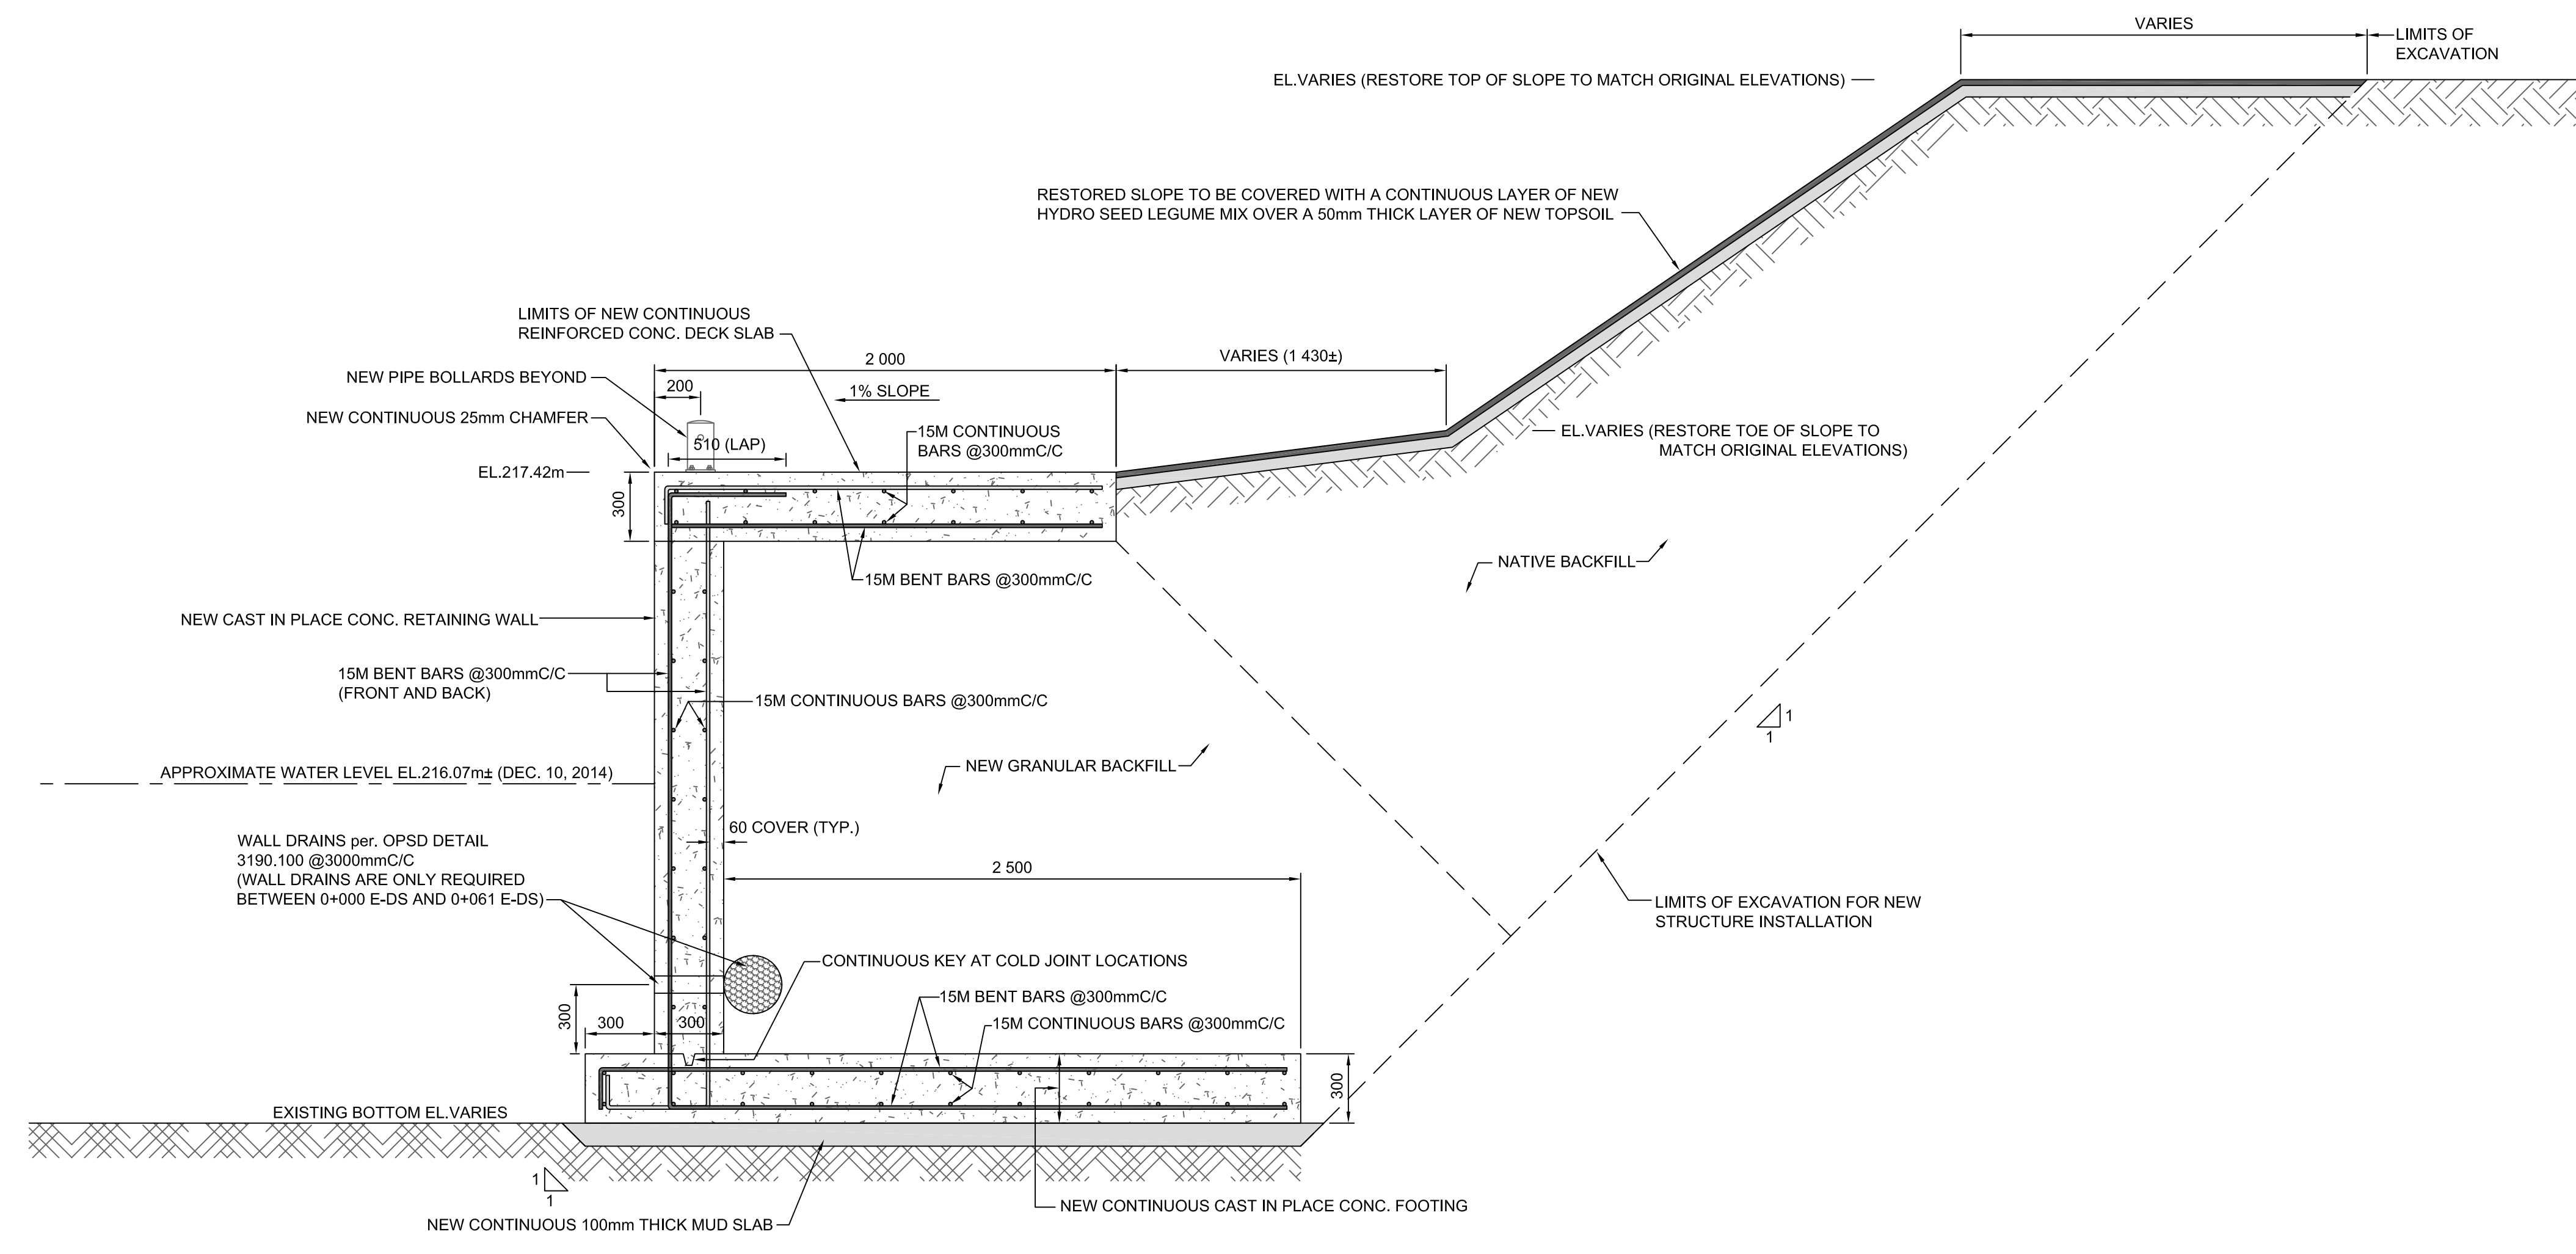 VARIES
LIMITS OF
EXCAVATION
EL.VARIES (RESTORE TOP OF SLOPE TO MATCH ORIGINAL ELEVATIONS)
RESTORED SLOPE TO BE COVERED WITH A CONTINUOUS LAYER OF NEW
HYDRO SEED LEGUME MIX OVER A 50mm THICK LAYER OF NEW TOPSOIL
LIMITS OF NEW CONTINUOUS
REINFORCED CONC. DECK SLAB
2 000
VARIES (1 430±)
NEW PIPE BOLLARDS BEYOND
200
1% SLOPE
NEW CONTINUOUS 25mm CHAMFER
510 (LAP)
15M CONTINUOUS
BARS @300mmC/C
EL.VARIES (RESTORE TOE OF SLOPE TO
MATCH ORIGINAL ELEVATIONS)
EL.217.42m
300
15M BENT BARS @300mmC/C
NATIVE BACKFILL
NEW CAST IN PLACE CONC. RETAINING WALL
15M BENT BARS @300mmC/C
(FRONT AND BACK)
15M CONTINUOUS BARS @300mmC/C
1
1
NEW GRANULAR BACKFILL
APPROXIMATE WATER LEVEL EL.216.07m± (DEC. 10, 2014)
60 COVER (TYP.)
WALL DRAINS per. OPSD DETAIL
3190.100 @3000mmC/C
(WALL DRAINS ARE ONLY REQUIRED
BETWEEN 0+000 E-DS AND 0+061 E-DS)
2 500
LIMITS OF EXCAVATION FOR NEW
STRUCTURE INSTALLATION
CONTINUOUS KEY AT COLD JOINT LOCATIONS
15M BENT BARS @300mmC/C
300
300
300
15M CONTINUOUS BARS @300mmC/C
300
EXISTING BOTTOM EL.VARIES
1
1
NEW CONTINUOUS CAST IN PLACE CONC. FOOTING
NEW CONTINUOUS 100mm THICK MUD SLAB